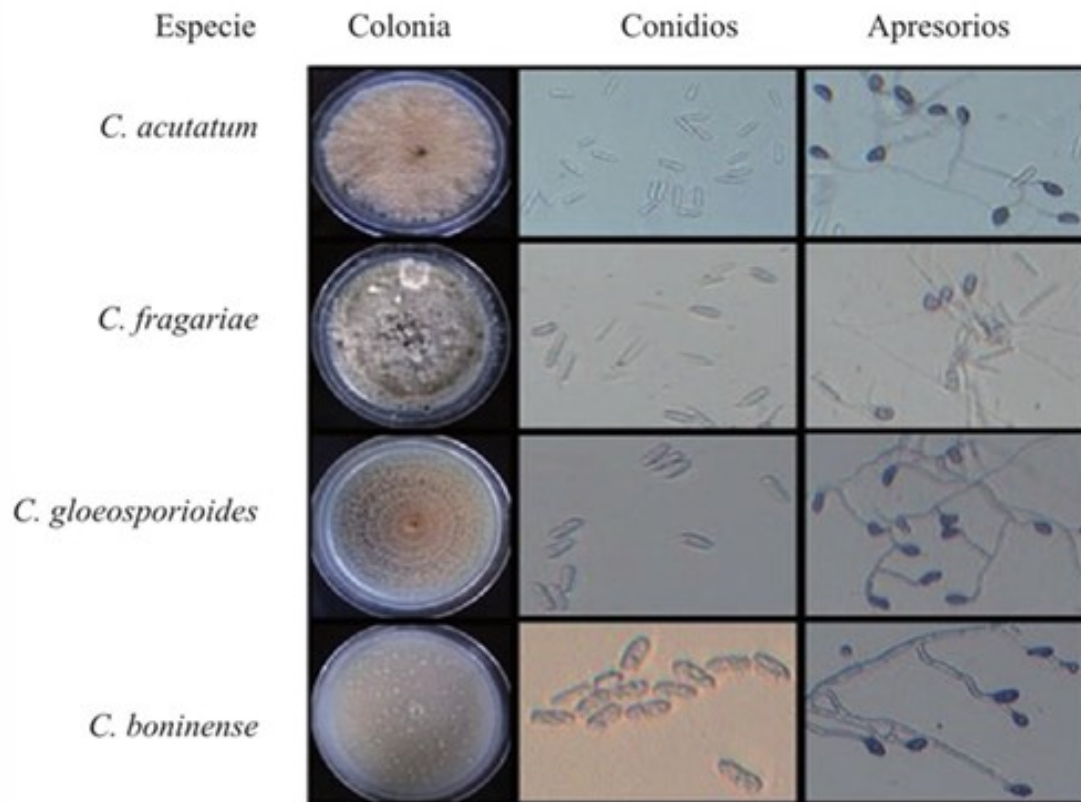 Especie Colonia Conidios Apresorios
C. acutatum
C. fragariae
C. gloeosporioides
C. boninense